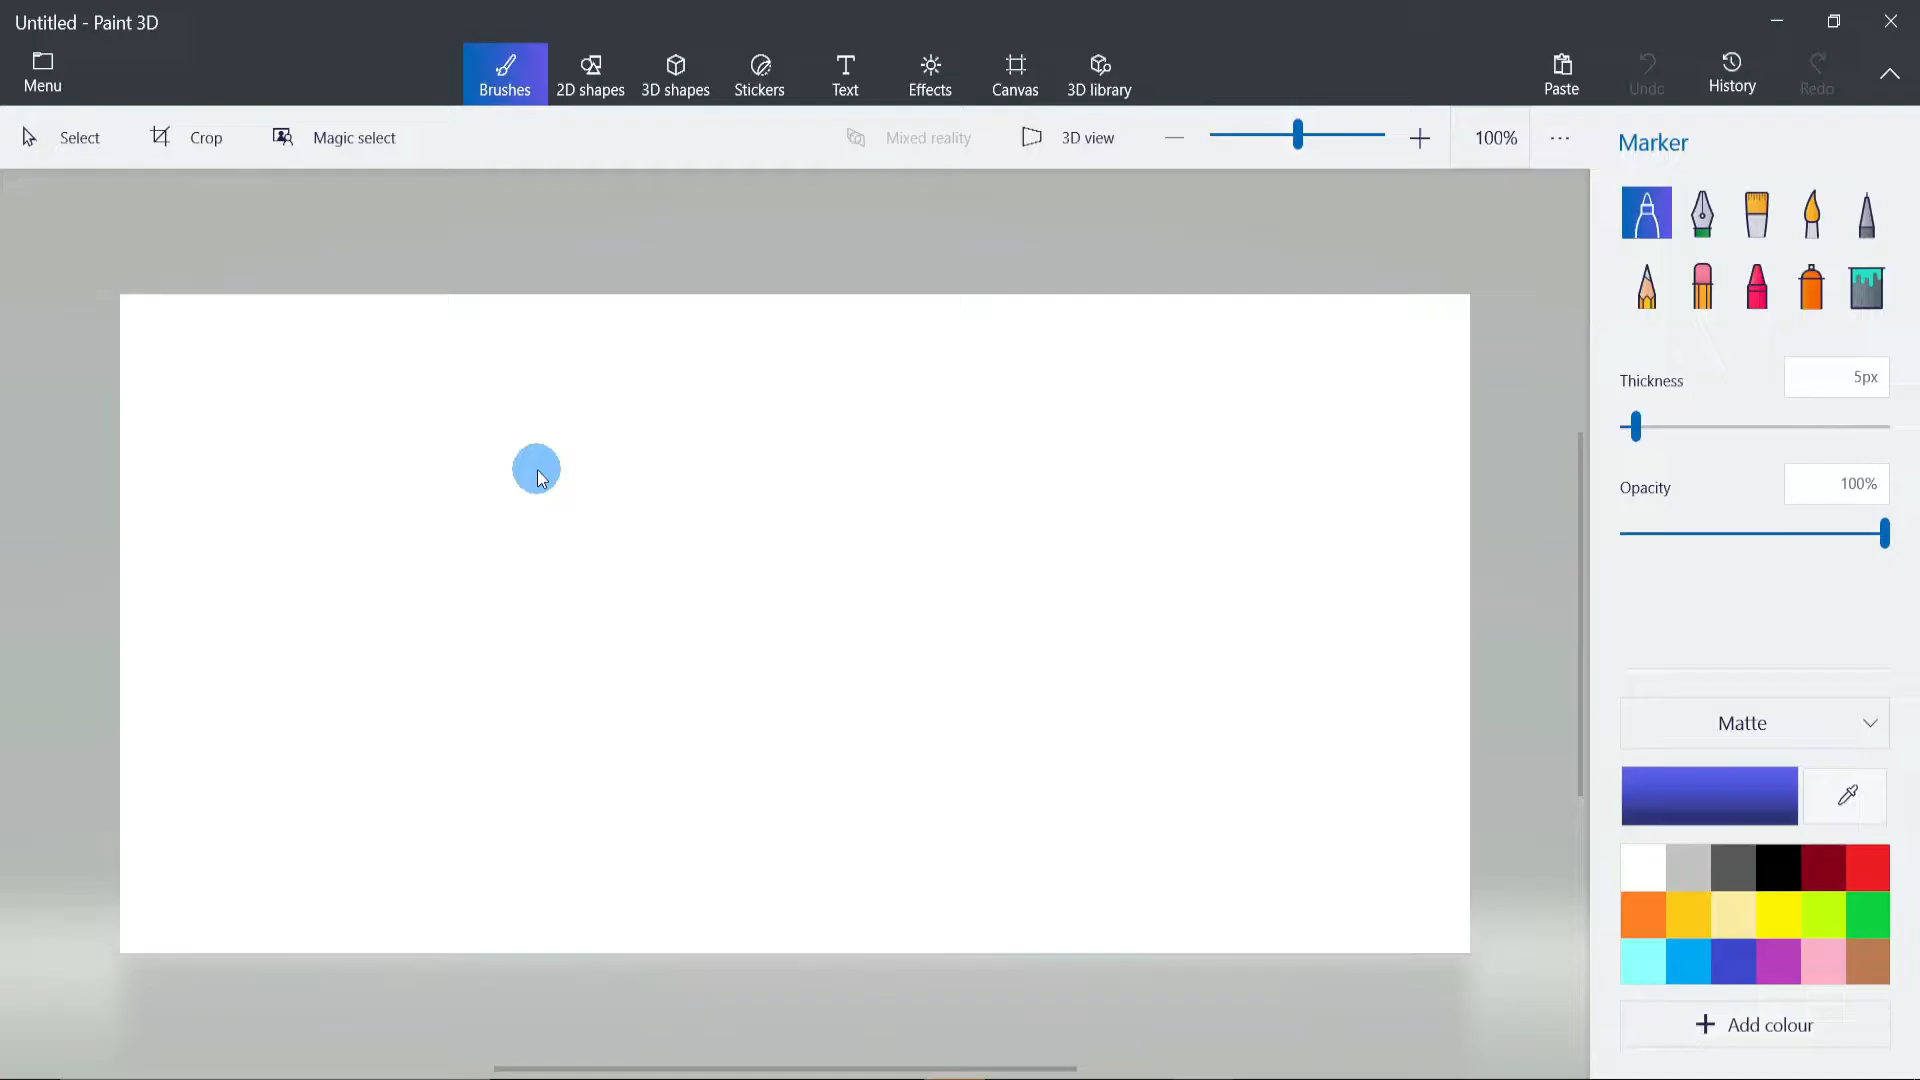 Untitled - Paint 3D
Menu
Brushes 2D shapes 3D shapes Stickers Text Effects Canvas 3D library
Paste Undo History Redo
Select Crop Magic select Mixed reality 3D view 100% ...
Marker
Thickness 5px
Opacity 100%
Matte
Add colour